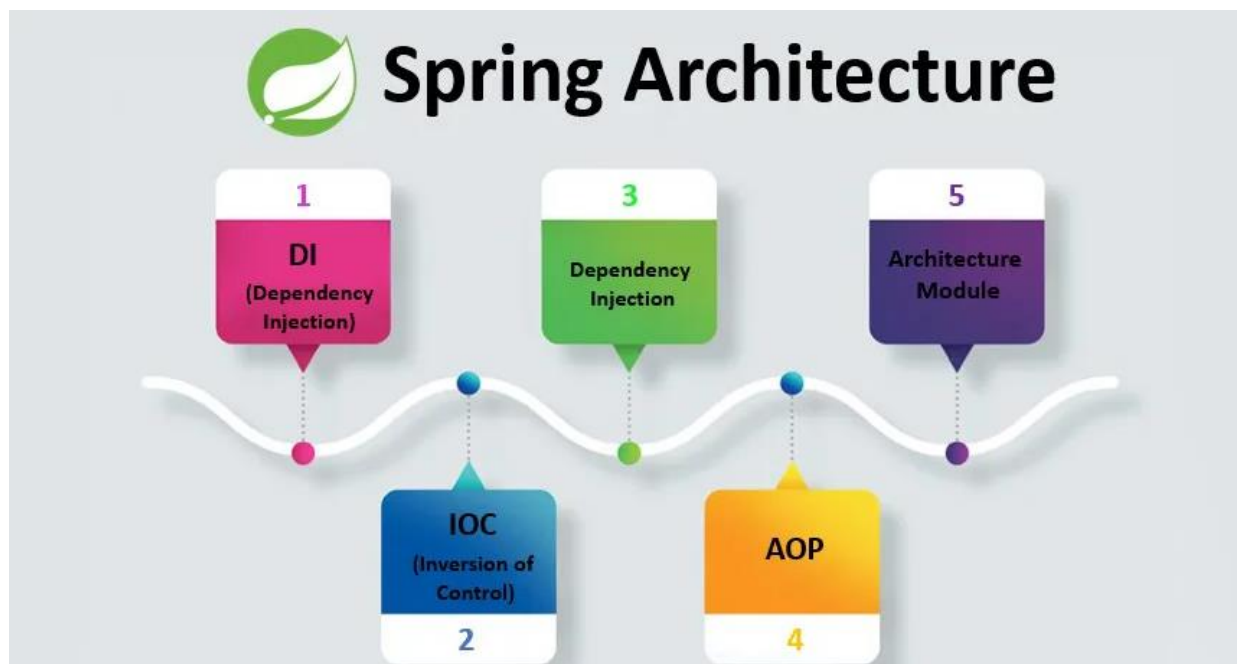 Spring Architecture
1
DI
(Dependency
Injection)
IOC
(Inversion of
Control)
2
3
Dependency
Injection
AOP
4
5
Architecture
Module